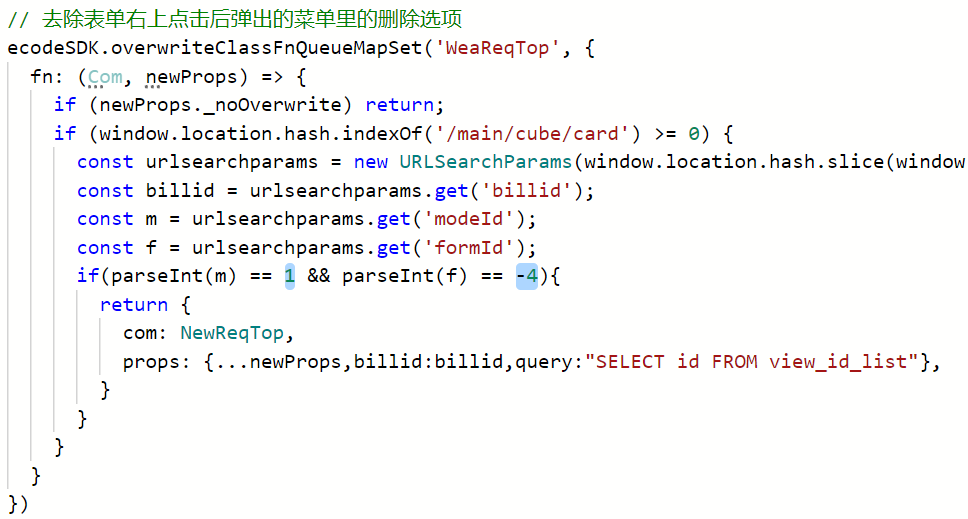 // 去除表单右上点击后弹出的菜单里的删除选项
ecodeSDK.overwriteClassFnQueueMapSet('WeaReqTop', {
  fn: (Com, newProps) => {
    if (newProps._noOverwrite) return;
    if (window.location.hash.indexOf('/main/cube/card') >= 0) {
      const urlsearchparams = new URLSearchParams(window.location.hash.slice(window
      const billid = urlsearchparams.get('billid');
      const m = urlsearchparams.get('modeId');
      const f = urlsearchparams.get('formId');
      if(parseInt(m) == 1 && parseInt(f) == -4){
        return {
          com: NewReqTop,
          props: {...newProps,billid:billid,query:"SELECT id FROM view_id_list"},
        }
      }
    }
  }
})